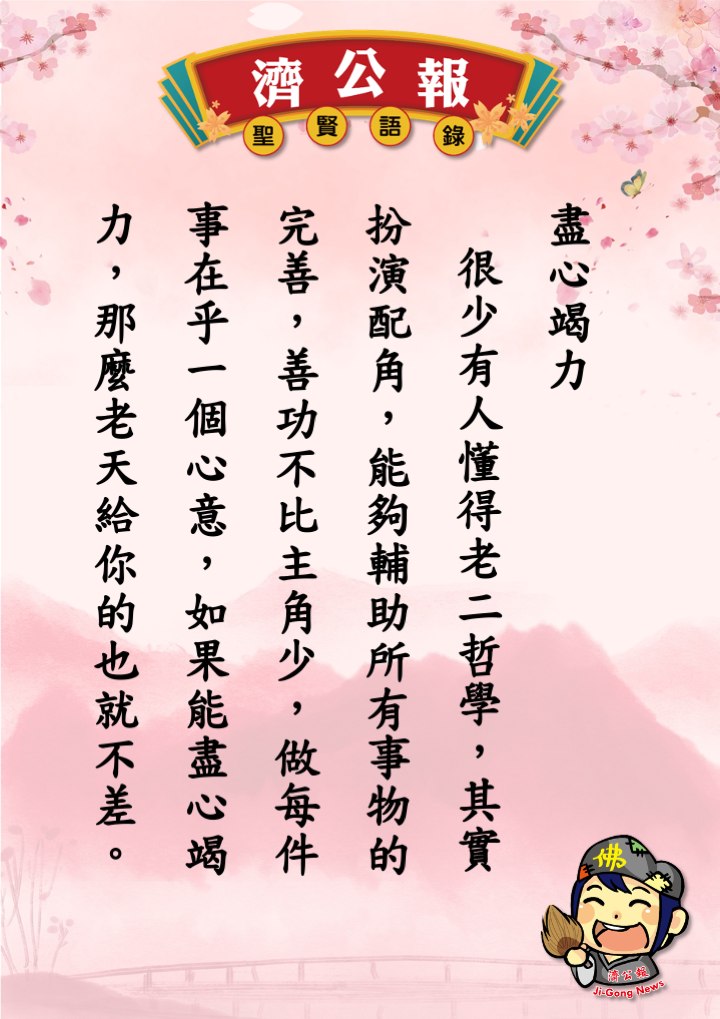 濟公報
聖賢語錄
盡心竭力
很少有人懂得老二哲學，其實
扮演配角，能夠輔助所有事物的
完善，善功不比主角少，做每件
事在乎一個心意，如果能盡心竭
力，那麼老天給你的也就不差。
佛
濟公報
Ji-Gong News